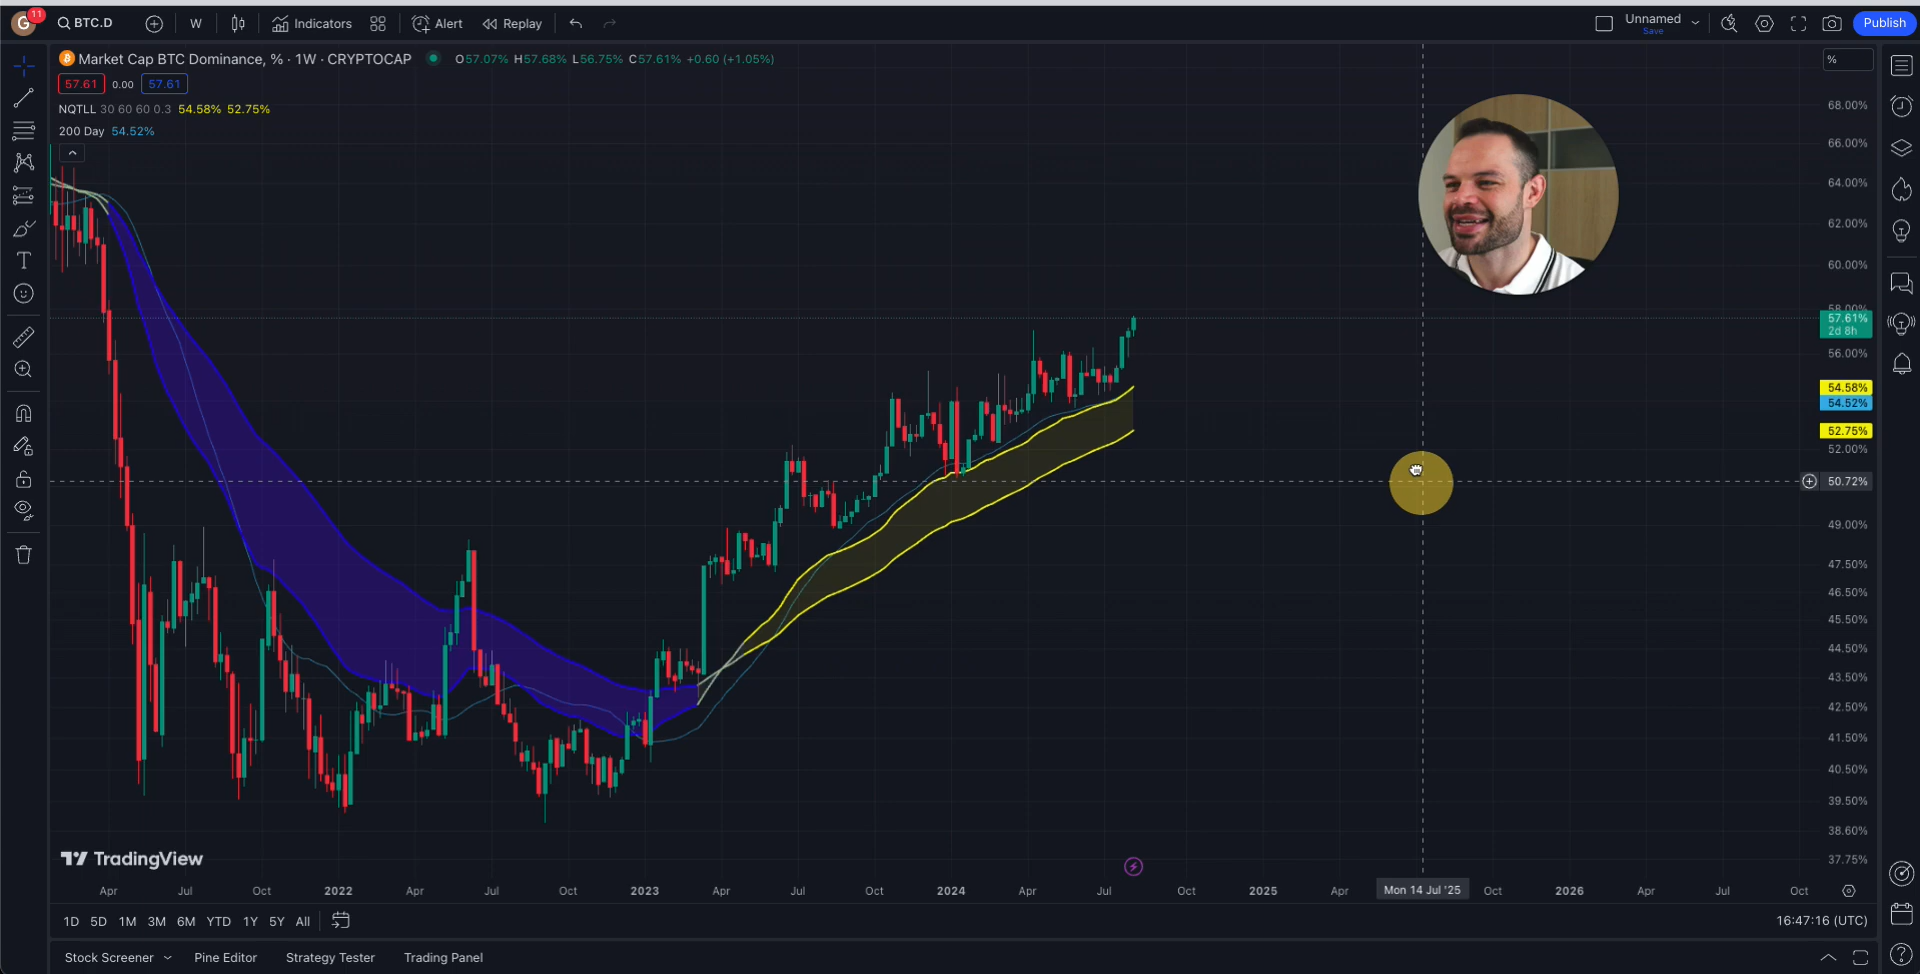 G 11 BTC.D W Indicators Alert Replay Unnamed Save Publish
Market Cap BTC Dominance, % · 1W · CRYPTOCAP O57.07% H57.68% L56.75% C57.61% +0.60 (+1.05%) %
57.61 0.00 57.61
NQTLL 30 60 60 0.3 54.58% 52.75%
200 Day 54.52%
68.00%
66.00%
64.00%
62.00%
60.00%
58.00%
57.61%
2d 8h
56.00%
54.58%
54.52%
52.75%
52.00%
50.72%
49.00%
47.50%
46.50%
45.50%
44.50%
43.50%
42.50%
41.50%
40.50%
39.50%
38.60%
37.75%
TradingView
Apr Jul Oct 2022 Apr Jul Oct 2023 Apr Jul Oct 2024 Apr Jul Oct 2025 Apr Mon 14 Jul '25 Oct 2026 Apr Jul Oct
1D 5D 1M 3M 6M YTD 1Y 5Y All 16:47:16 (UTC)
Stock Screener Pine Editor Strategy Tester Trading Panel